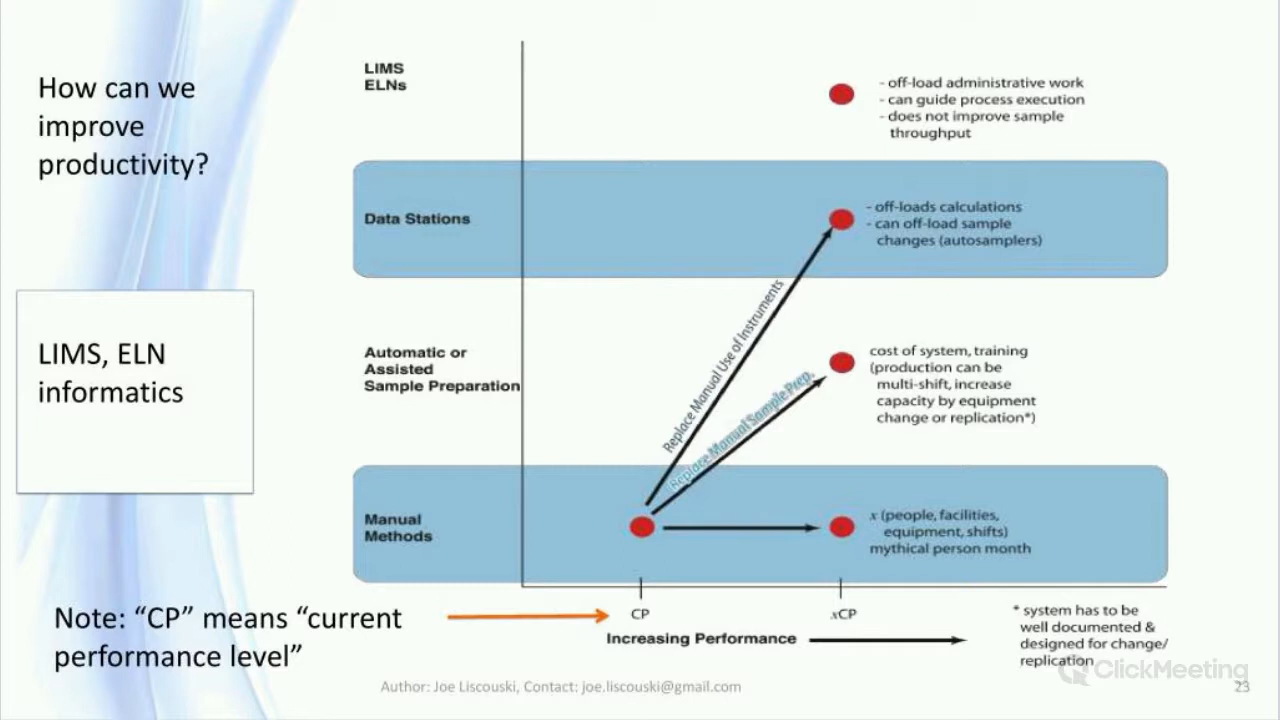 How can we
improve
productivity?
LIMS, ELN
informatics
Note: “CP” means “current
performance level”
LIMS
ELNs
- off-load administrative work
- can guide process execution
- does not improve sample
throughput
Data Stations
- off-loads calculations
- can off-load sample
changes (autosamplers)
Replace Manual Use of Instruments
Automatic or
Assisted
Sample Preparation
Replace Manual Sample Prep.
cost of system, training
(production can be
multi-shift, increase
capacity by equipment
change or replication*)
Manual
Methods
x (people, facilities,
equipment, shifts)
mythical person month
CP
xCP
Increasing Performance
* system has to be
well documented &
designed for change/
replication
ClickMeeting
Author: Joe Liscouski, Contact: joe.liscouski@gmail.com
23